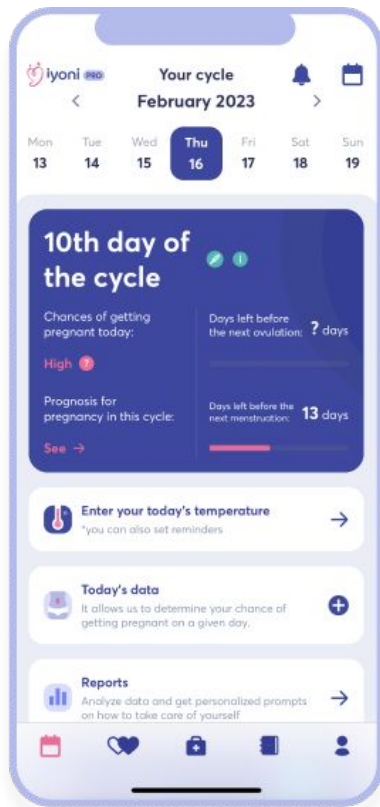 iyoni PRO
Your cycle
February 2023
Mon Tue Wed Thu Fri Sat Sun
13 14 15 16 17 18 19
10th day of
the cycle
i
Chances of getting
pregnant today:
High ?
Days left before
the next ovulation: ? days
Prognosis for
pregnancy in this cycle:
See →
Days left before the
next menstruation: 13 days
Enter your today's temperature
*you can also set reminders
Today's data
It allows us to determine your chance of
getting pregnant on a given day.
Reports
Analyze data and get personalized prompts
on how to take care of yourself